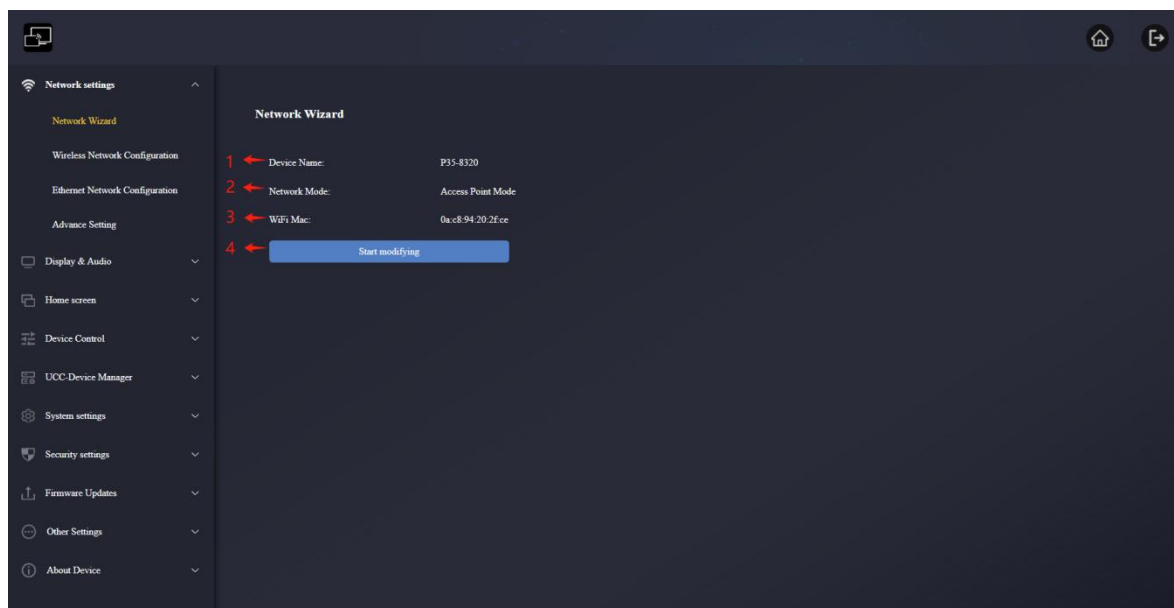 Network settings
Network Wizard
Wireless Network Configuration
Ethernet Network Configuration
Advance Setting
Display & Audio
Home screen
Device Control
UCC-Device Manager
System settings
Security settings
Firmware Updates
Other Settings
About Device
Network Wizard
1 Device Name: P35-8320
2 Network Mode: Access Point Mode
3 WiFi Mac: 0a:c8:94:20:2f:ce
4 Start modifying